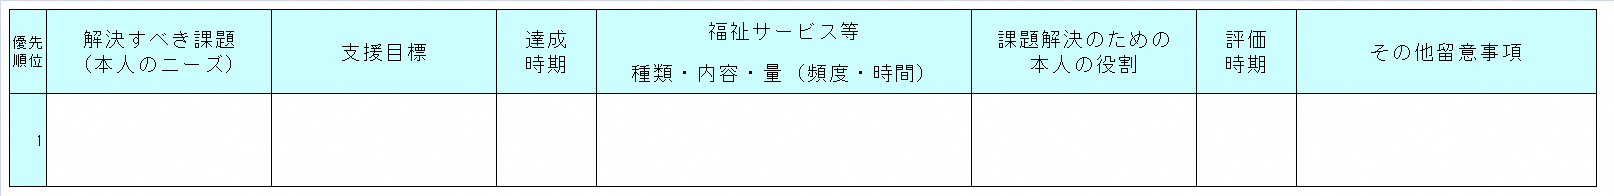 優先
順位
解決すべき課題
（本人のニーズ）
支援目標
達成
時期
福祉サービス等
種類・内容・量（頻度・時間）
課題解決のための
本人の役割
評価
時期
その他留意事項
1